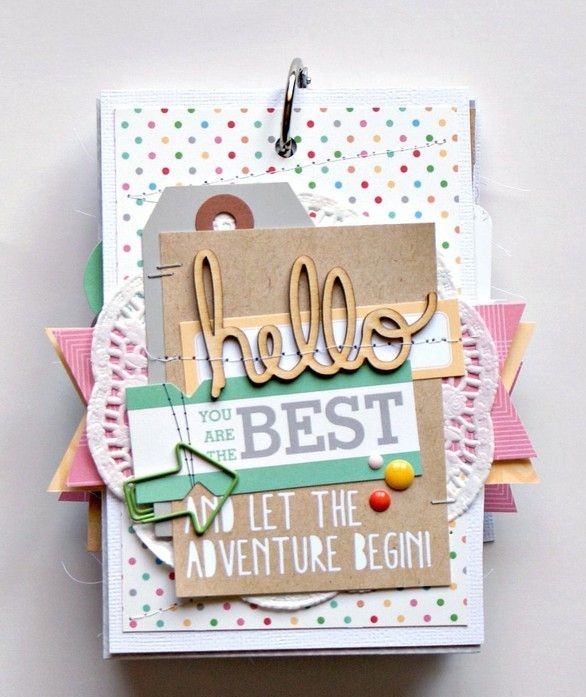 hello
YOU
ARE
THE
BEST
AND LET THE
ADVENTURE BEGIN!